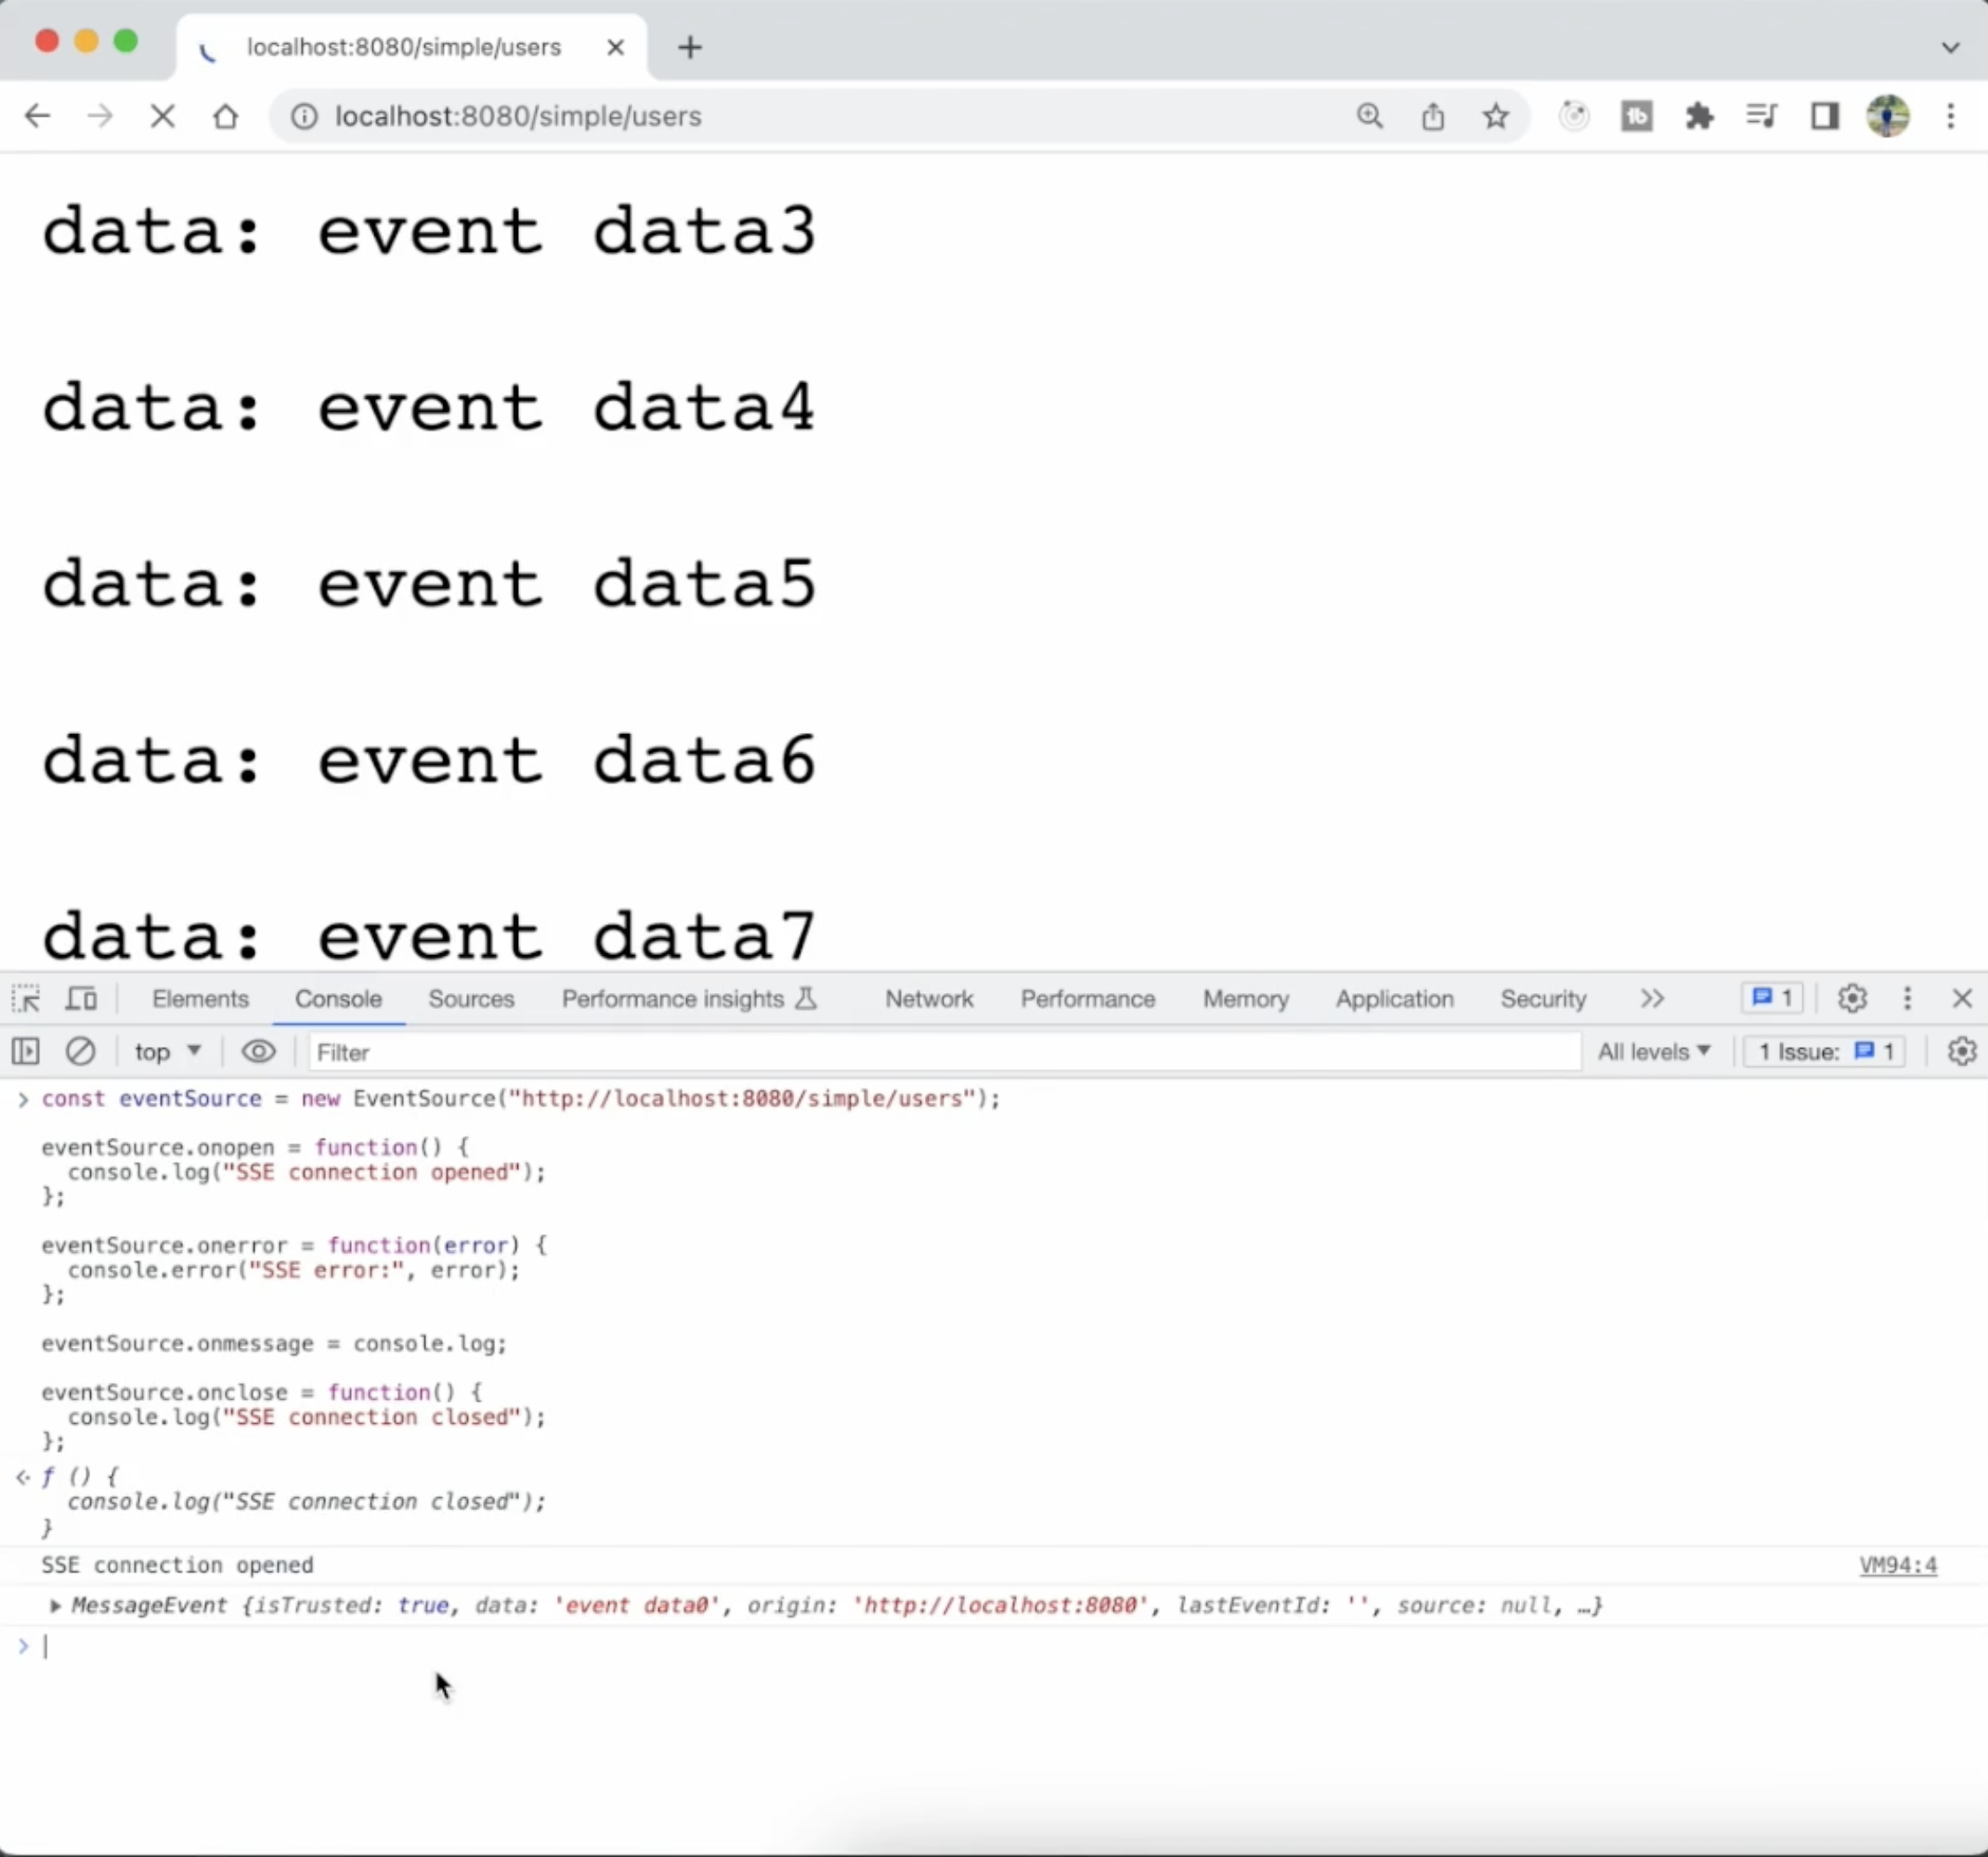 localhost:8080/simple/users
localhost:8080/simple/users
data: event data3
data: event data4
data: event data5
data: event data6
data: event data7
Elements Console Sources Performance insights Network Performance Memory Application Security 1
top Filter All levels 1 Issue: 1
const eventSource = new EventSource("http://localhost:8080/simple/users");
eventSource.onopen = function() {
console.log("SSE connection opened");
};
eventSource.onerror = function(error) {
console.error("SSE error:", error);
};
eventSource.onmessage = console.log;
eventSource.onclose = function() {
console.log("SSE connection closed");
};
f () {
console.log("SSE connection closed");
}
SSE connection opened VM94:4
MessageEvent {isTrusted: true, data: 'event data0', origin: 'http://localhost:8080', lastEventId: '', source: null, …}